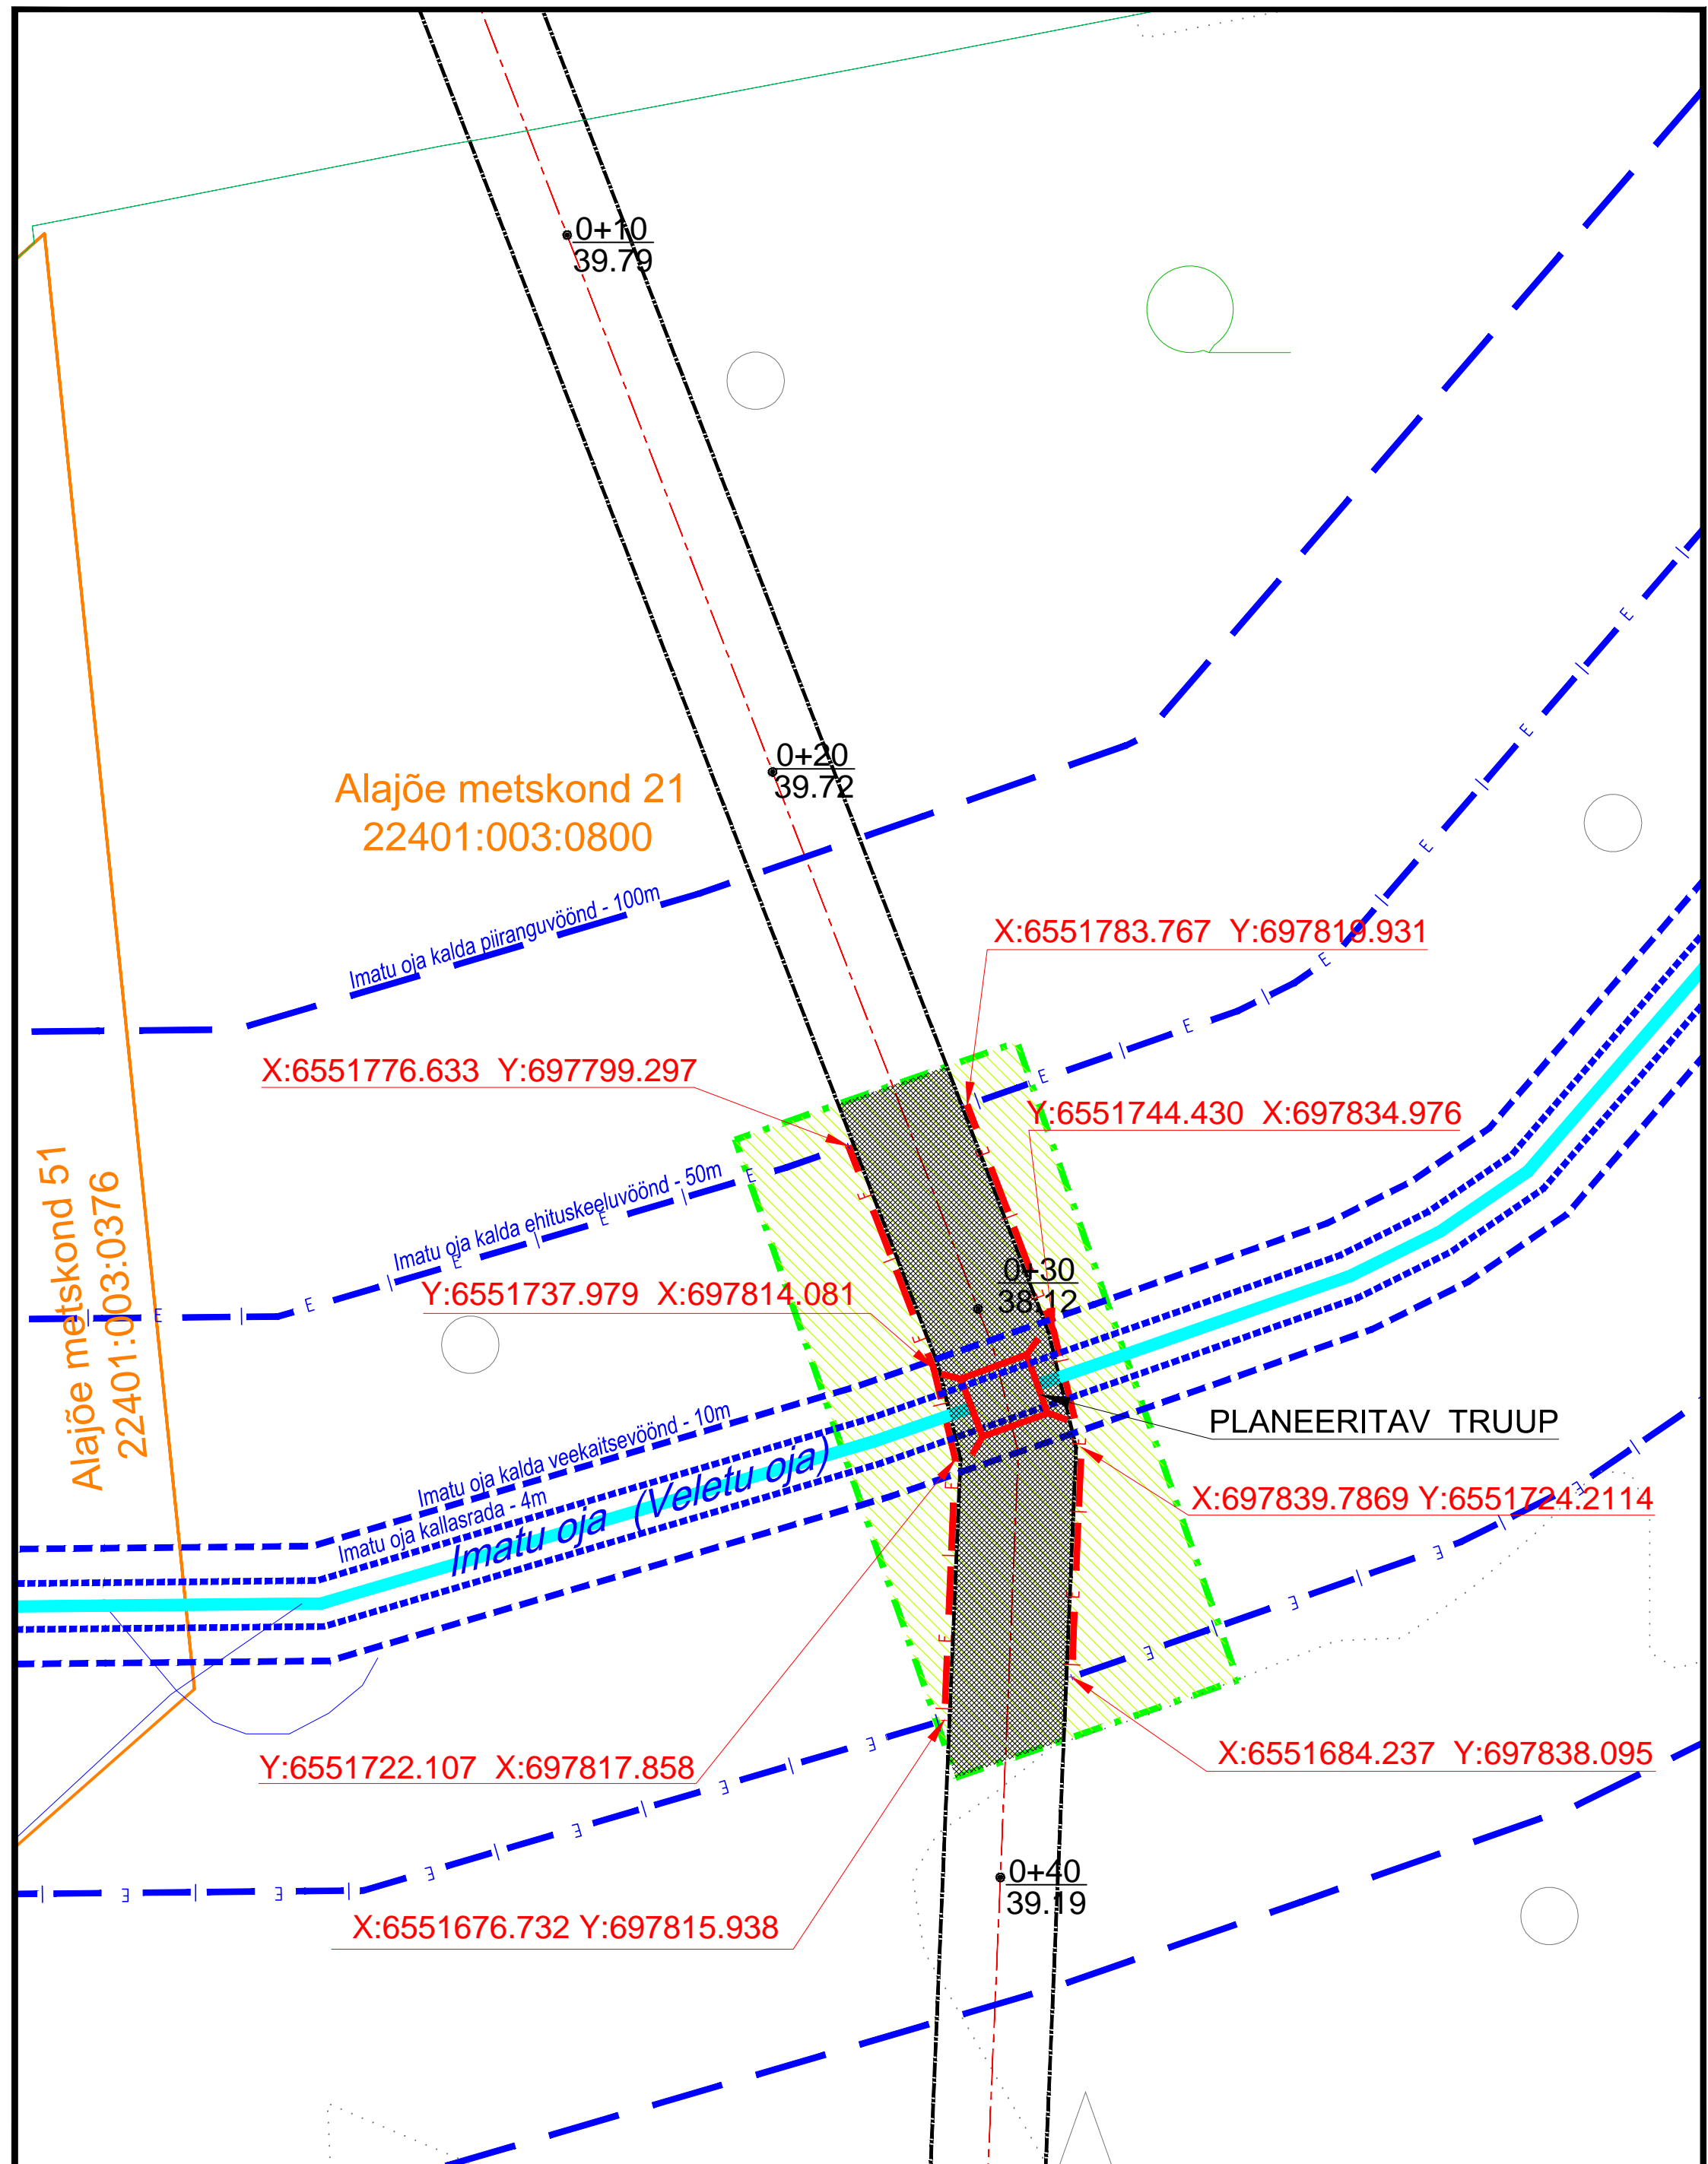 0+10
39.79
0+20
39.72
Alajõe metskond 21
22401:003:0800
Imatu oja kalda piiranguvöönd - 100m
X:6551783.767 Y:697819.931
X:6551776.633 Y:697799.297
Y:6551744.430 X:697834.976
Alajõe metskond 51
22401:003:0376
Imatu oja kalda ehituskeeluvöönd - 50m
0+30
38.12
Y:6551737.979 X:697814.081
Imatu oja kalda veekaitsevöönd - 10m
PLANEERITAV TRUUP
Imatu oja kallasrada - 4m
Imatu oja (Veletu oja)
X:697839.7869 Y:6551724.2114
Y:6551722.107 X:697817.858
X:6551684.237 Y:697838.095
0+40
39.19
X:6551676.732 Y:697815.938